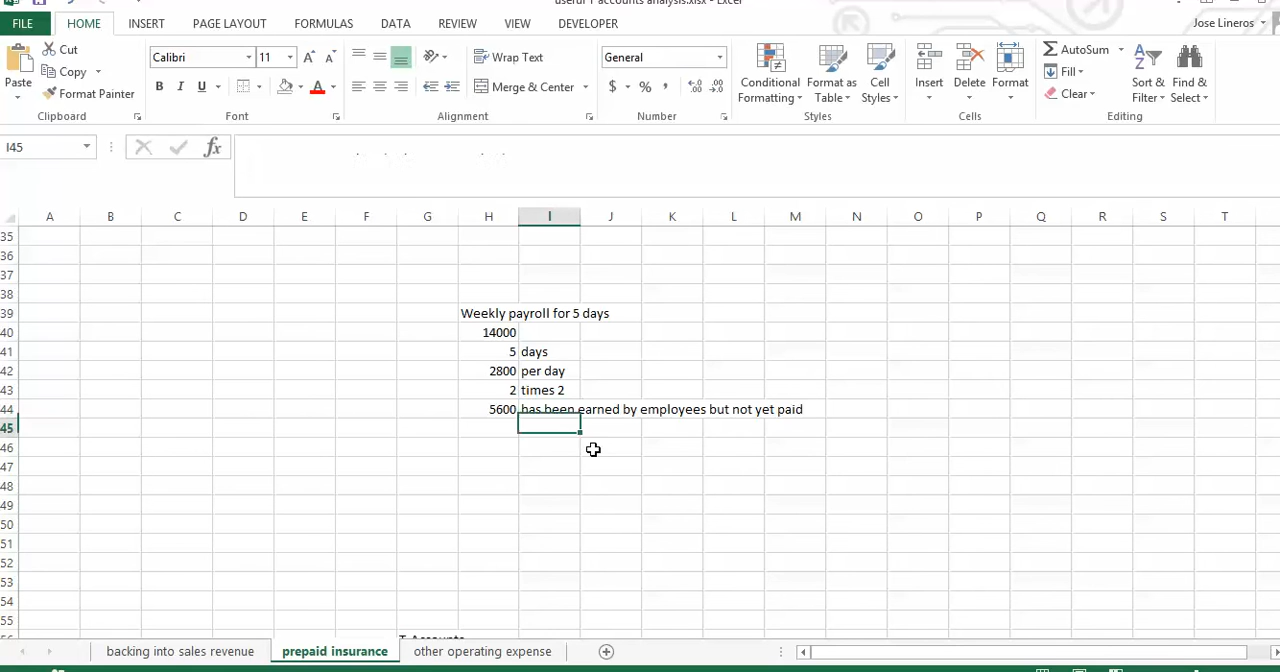 useful T accounts analysis.xlsx - Excel
FILE HOME INSERT PAGE LAYOUT FORMULAS DATA REVIEW VIEW DEVELOPER Jose Lineros
Paste Cut Copy Format Painter
Calibri 11 B I U A A A
Wrap Text Merge & Center
General $ % ,
Conditional Formatting Format as Table Cell Styles
Insert Delete Format
AutoSum Fill Clear Sort & Filter Find & Select
Clipboard Font Alignment Number Styles Cells Editing
I45 fx
A B C D E F G H I J K L M N O P Q R S T
35
36
37
38
39 Weekly payroll for 5 days
40 14000
41 5 days
42 2800 per day
43 2 times 2
44 5600 has been earned by employees but not yet paid
45
46
47
48
49
50
51
52
53
54
55
T Accounts
backing into sales revenue prepaid insurance other operating expense